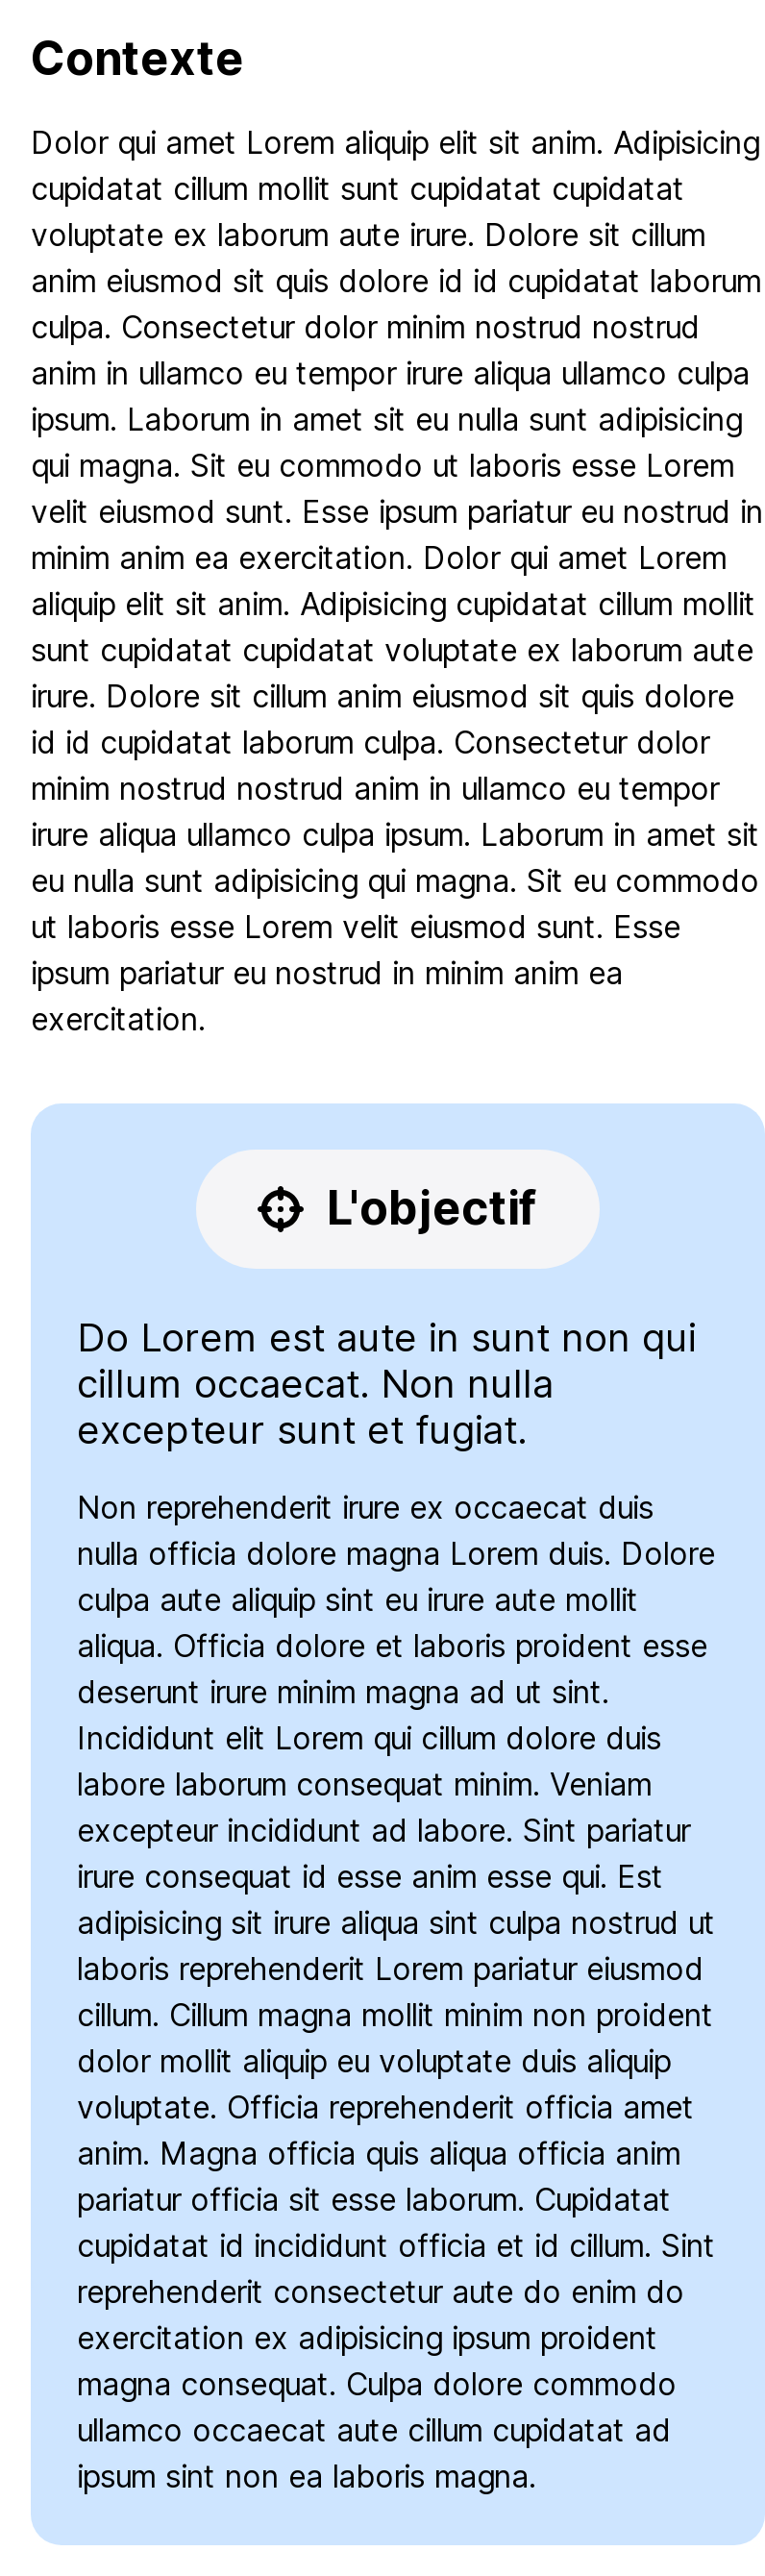 Contexte
Dolor qui amet Lorem aliquip elit sit anim. Adipisicing
cupidatat cillum mollit sunt cupidatat cupidatat
voluptate ex laborum aute irure. Dolore sit cillum
anim eiusmod sit quis dolore id id cupidatat laborum
culpa. Consectetur dolor minim nostrud nostrud
anim in ullamco eu tempor irure aliqua ullamco culpa
ipsum. Laborum in amet sit eu nulla sunt adipisicing
qui magna. Sit eu commodo ut laboris esse Lorem
velit eiusmod sunt. Esse ipsum pariatur eu nostrud in
minim anim ea exercitation. Dolor qui amet Lorem
aliquip elit sit anim. Adipisicing cupidatat cillum mollit
sunt cupidatat cupidatat voluptate ex laborum aute
irure. Dolore sit cillum anim eiusmod sit quis dolore
id id cupidatat laborum culpa. Consectetur dolor
minim nostrud nostrud anim in ullamco eu tempor
irure aliqua ullamco culpa ipsum. Laborum in amet sit
eu nulla sunt adipisicing qui magna. Sit eu commodo
ut laboris esse Lorem velit eiusmod sunt. Esse
ipsum pariatur eu nostrud in minim anim ea
exercitation.
L'objectif
Do Lorem est aute in sunt non qui
cillum occaecat. Non nulla
excepteur sunt et fugiat.
Non reprehenderit irure ex occaecat duis
nulla officia dolore magna Lorem duis. Dolore
culpa aute aliquip sint eu irure aute mollit
aliqua. Officia dolore et laboris proident esse
deserunt irure minim magna ad ut sint.
Incididunt elit Lorem qui cillum dolore duis
labore laborum consequat minim. Veniam
excepteur incididunt ad labore. Sint pariatur
irure consequat id esse anim esse qui. Est
adipisicing sit irure aliqua sint culpa nostrud ut
laboris reprehenderit Lorem pariatur eiusmod
cillum. Cillum magna mollit minim non proident
dolor mollit aliquip eu voluptate duis aliquip
voluptate. Officia reprehenderit officia amet
anim. Magna officia quis aliqua officia anim
pariatur officia sit esse laborum. Cupidatat
cupidatat id incididunt officia et id cillum. Sint
reprehenderit consectetur aute do enim do
exercitation ex adipisicing ipsum proident
magna consequat. Culpa dolore commodo
ullamco occaecat aute cillum cupidatat ad
ipsum sint non ea laboris magna.